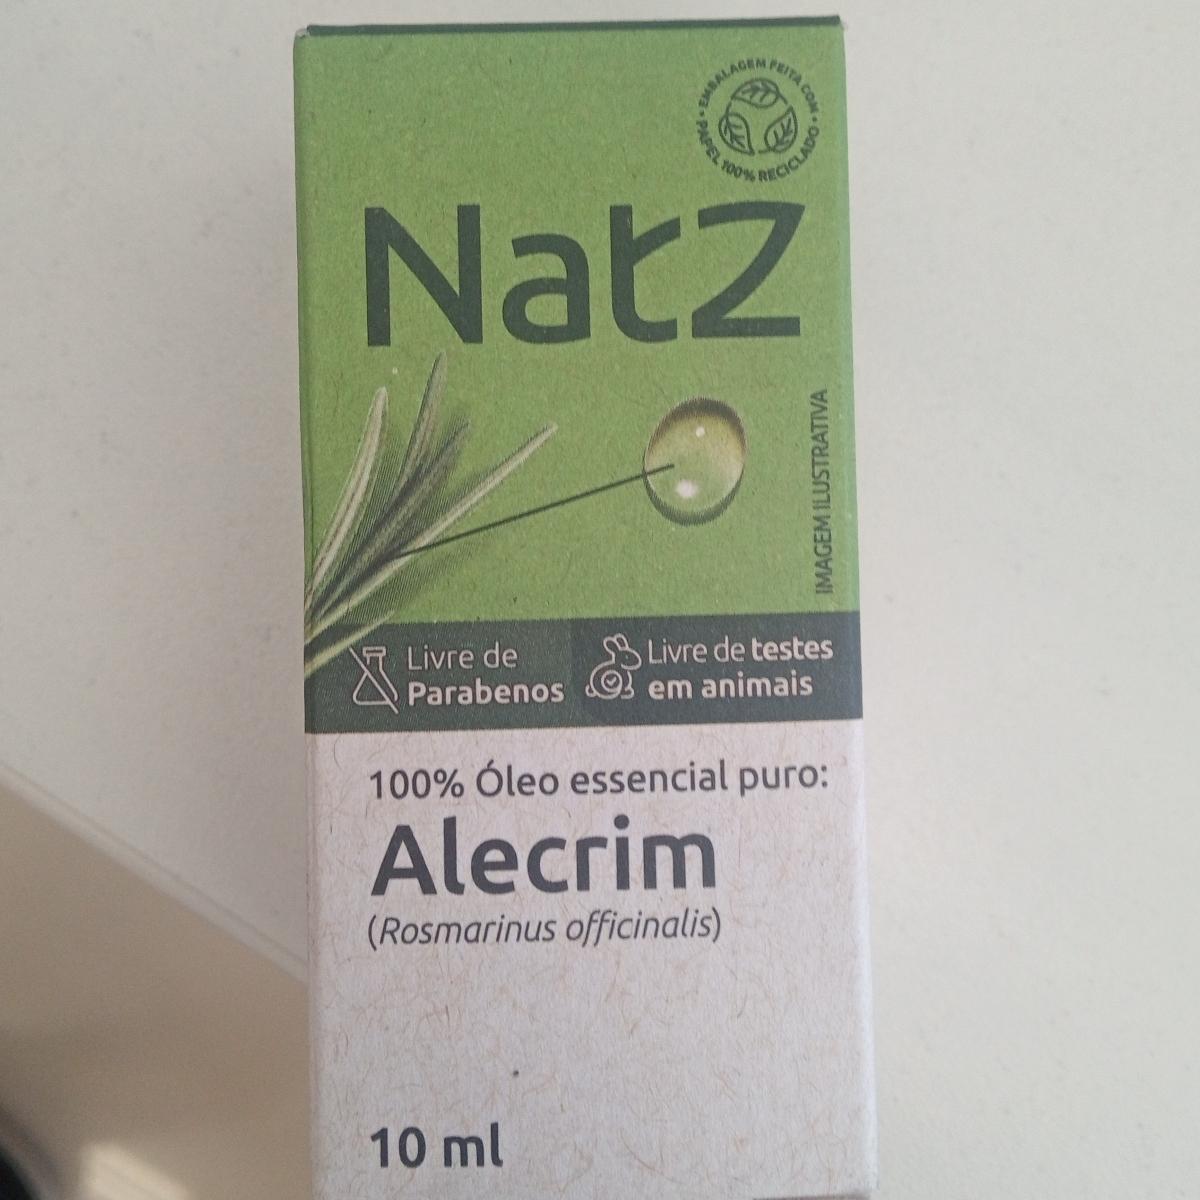 EMBALAGEM FEITA COM
PAPEL 100% RECICLADO
NatZ
IMAGEM ILUSTRATIVA
Livre de
Parabenos
Livre de testes
em animais
100% Óleo essencial puro:
Alecrim
(Rosmarinus officinalis)
10 ml